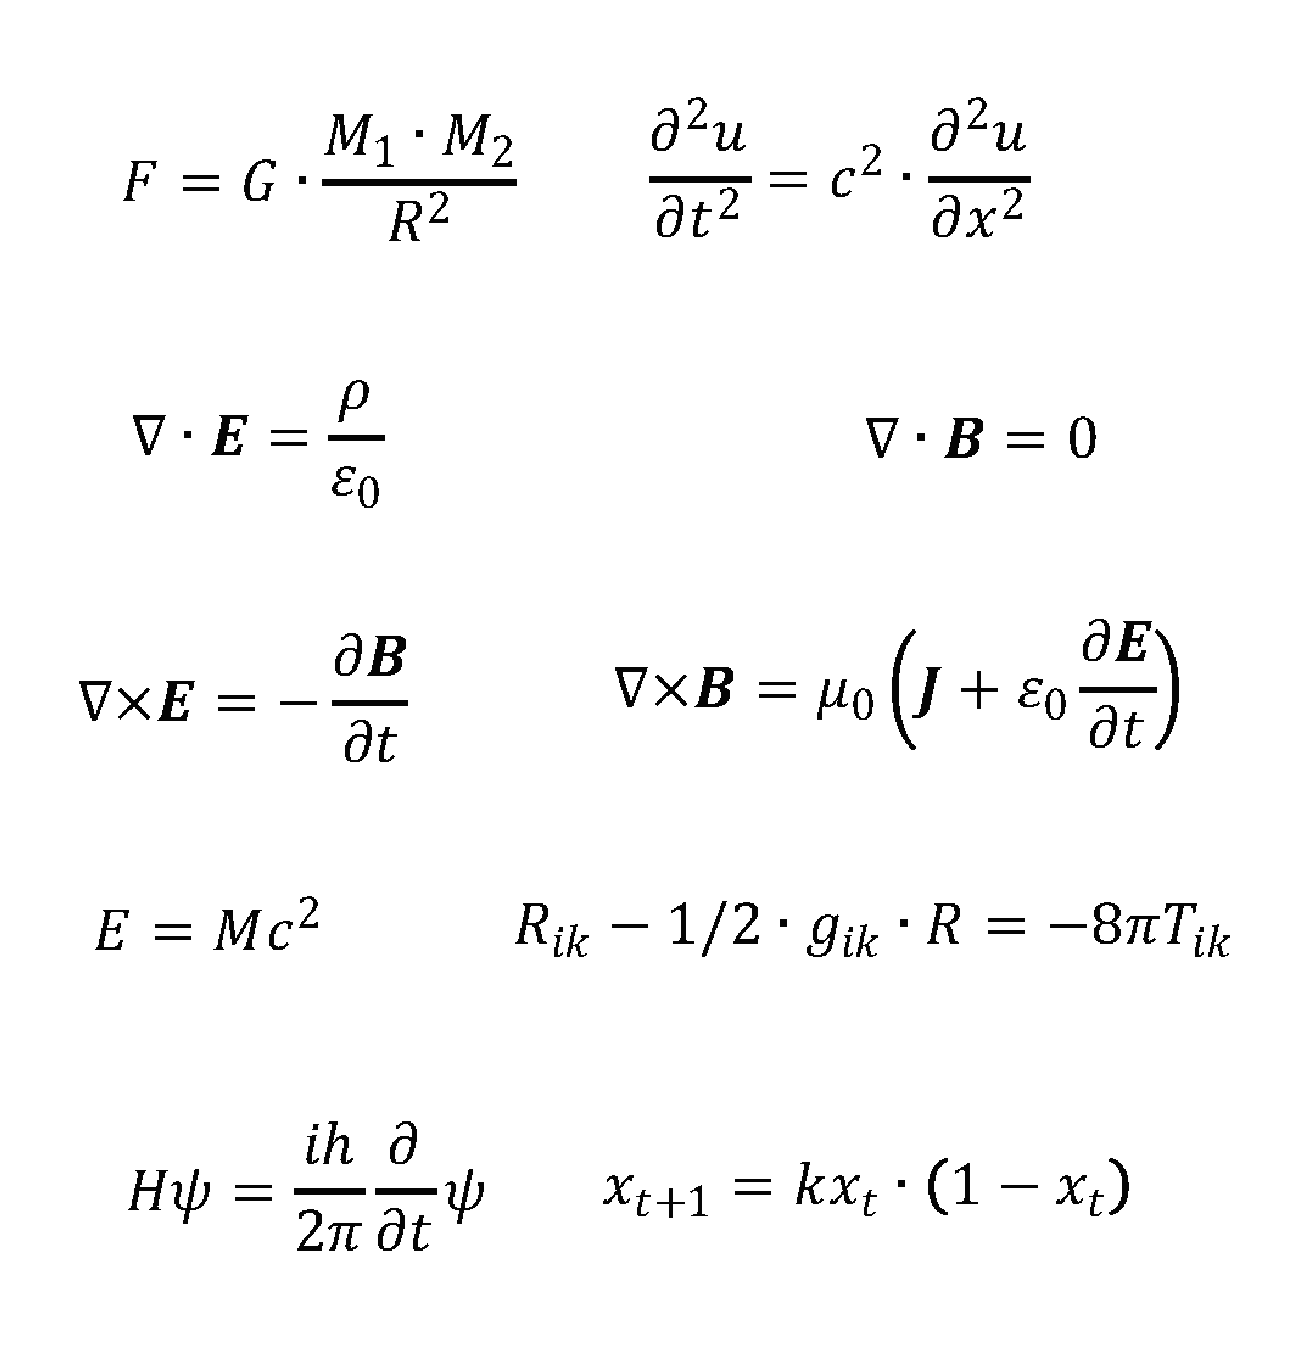 F = G · M₁ · M₂ / R²    ∂²u/∂t² = c² · ∂²u/∂x²
∇ · E = ρ/ε₀    ∇ · B = 0
∇×E = −∂B/∂t    ∇×B = μ₀(J + ε₀ ∂E/∂t)
E = Mc²    Rᵢₖ − 1/2 · gᵢₖ · R = −8πTᵢₖ
Hψ = ih/2π ∂/∂t ψ    xₜ₊₁ = kxₜ · (1 − xₜ)